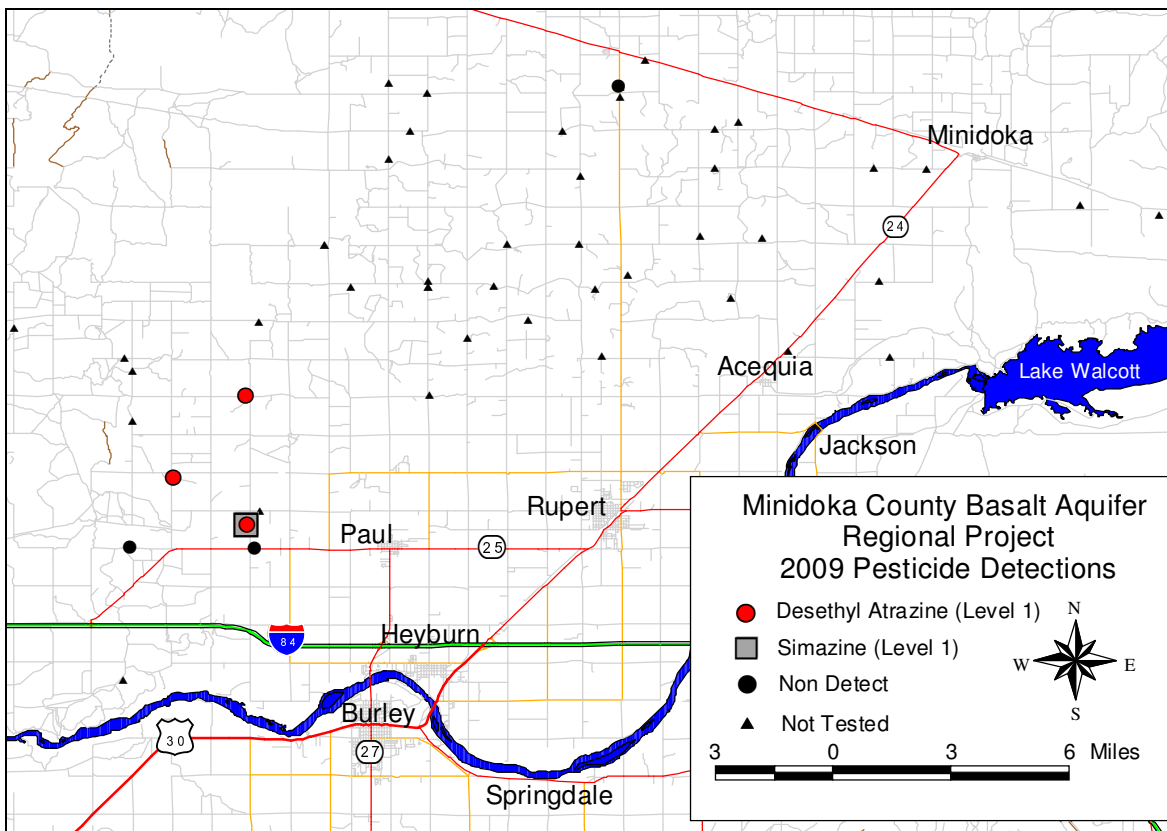 Minidoka
24
Lake Walcott
Acequia
Jackson
Rupert
Paul
25
84
Heyburn
Burley
30
27
Springdale
Minidoka County Basalt Aquifer
Regional Project
2009 Pesticide Detections
Desethyl Atrazine (Level 1)
Simazine (Level 1)
Non Detect
Not Tested
N
W E
S
3 0 3 6 Miles